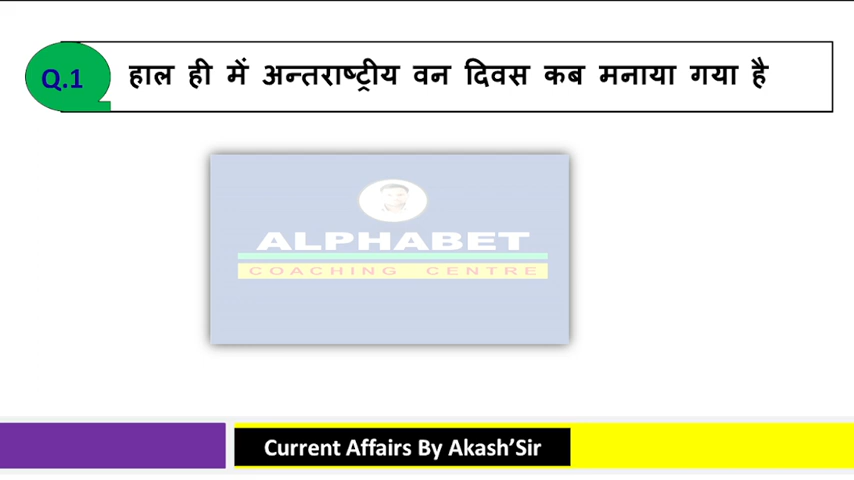 Q.1
हाल ही में अन्तराष्ट्रीय वन दिवस कब मनाया गया है
ALPHABET
COACHING CENTRE
Current Affairs By Akash’Sir